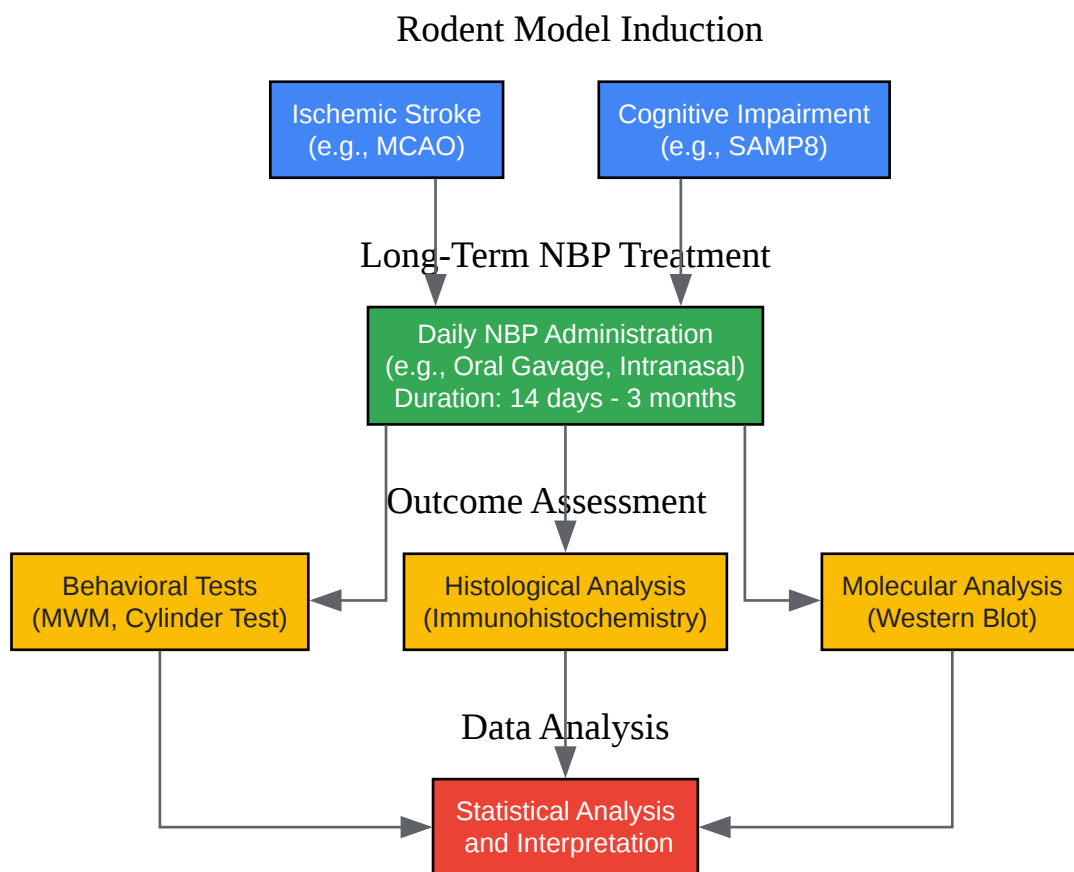 Rodent Model Induction
Ischemic Stroke
(e.g., MCAO)
Cognitive Impairment
(e.g., SAMP8)
Long-Term NBP Treatment
Daily NBP Administration
(e.g., Oral Gavage, Intranasal)
Duration: 14 days - 3 months
Outcome Assessment
Behavioral Tests
(MWM, Cylinder Test)
Histological Analysis
(Immunohistochemistry)
Molecular Analysis
(Western Blot)
Data Analysis
Statistical Analysis
and Interpretation